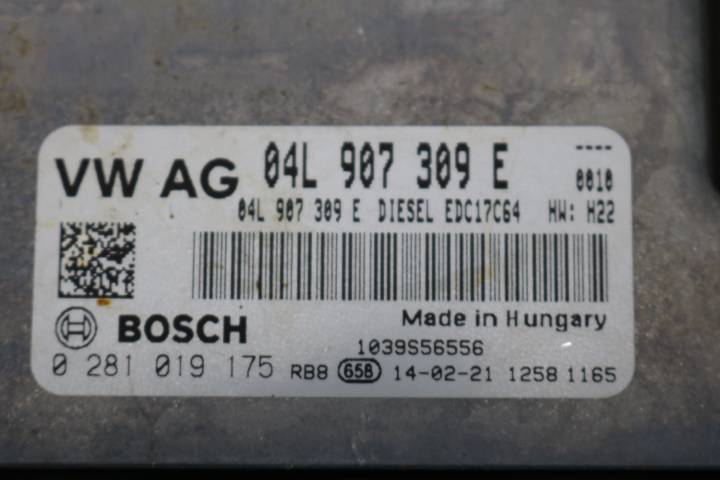 VW AG 04L 907 309 E ----
0010
04L 907 309 E DIESEL EDC17C64 HW: H22
Made in Hungary
BOSCH
1039S56556
0 281 019 175 RB8 658 14-02-21 1258 1165